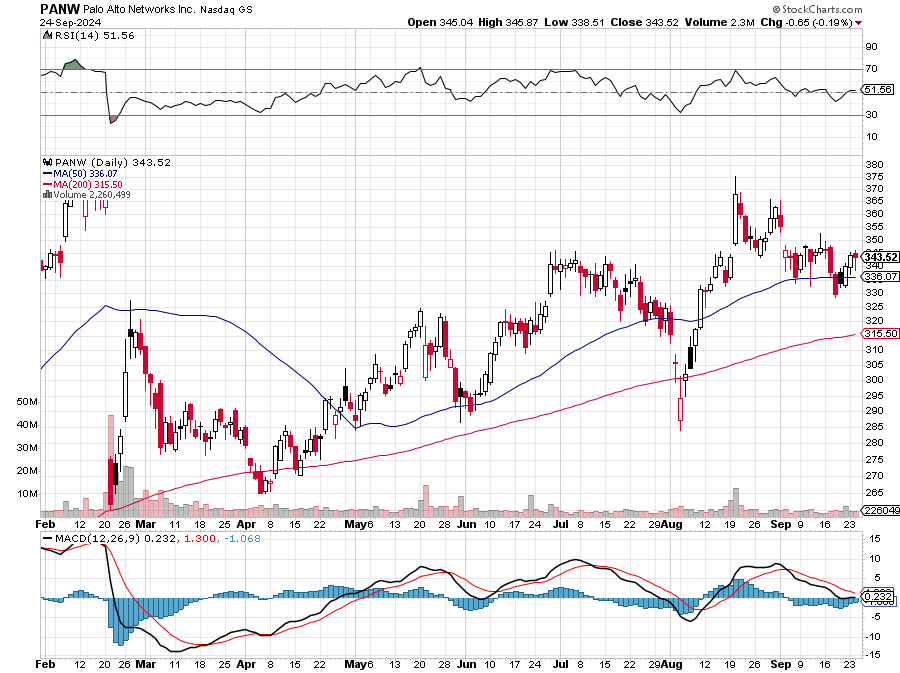 PANW Palo Alto Networks Inc. Nasdaq GS © StockCharts.com
24-Sep-2024 Open 345.04 High 345.87 Low 338.51 Close 343.52 Volume 2.3M Chg -0.65 (-0.19%)
RSI(14) 51.56
90
70
51.56
30
10
PANW (Daily) 343.52
MA(50) 336.07
MA(200) 315.50
Volume 2,260,499
380
375
370
365
360
355
350
343.52
340
336.07
330
320
315.50
310
305
300
295
290
285
280
275
270
265
50M
40M
30M
20M
10M
226049
Feb 12 20 26 Mar 11 18 25 Apr 8 15 22 May 6 13 20 28 Jun 10 17 24 Jul 8 15 22 29 Aug 12 19 26 Sep 9 16 23
MACD(12,26,9) 0.232, 1.300, -1.068
15
10
5
0.232
-5
-10
-15
Feb 12 20 26 Mar 11 18 25 Apr 8 15 22 May 6 13 20 28 Jun 10 17 24 Jul 8 15 22 29 Aug 12 19 26 Sep 9 16 23